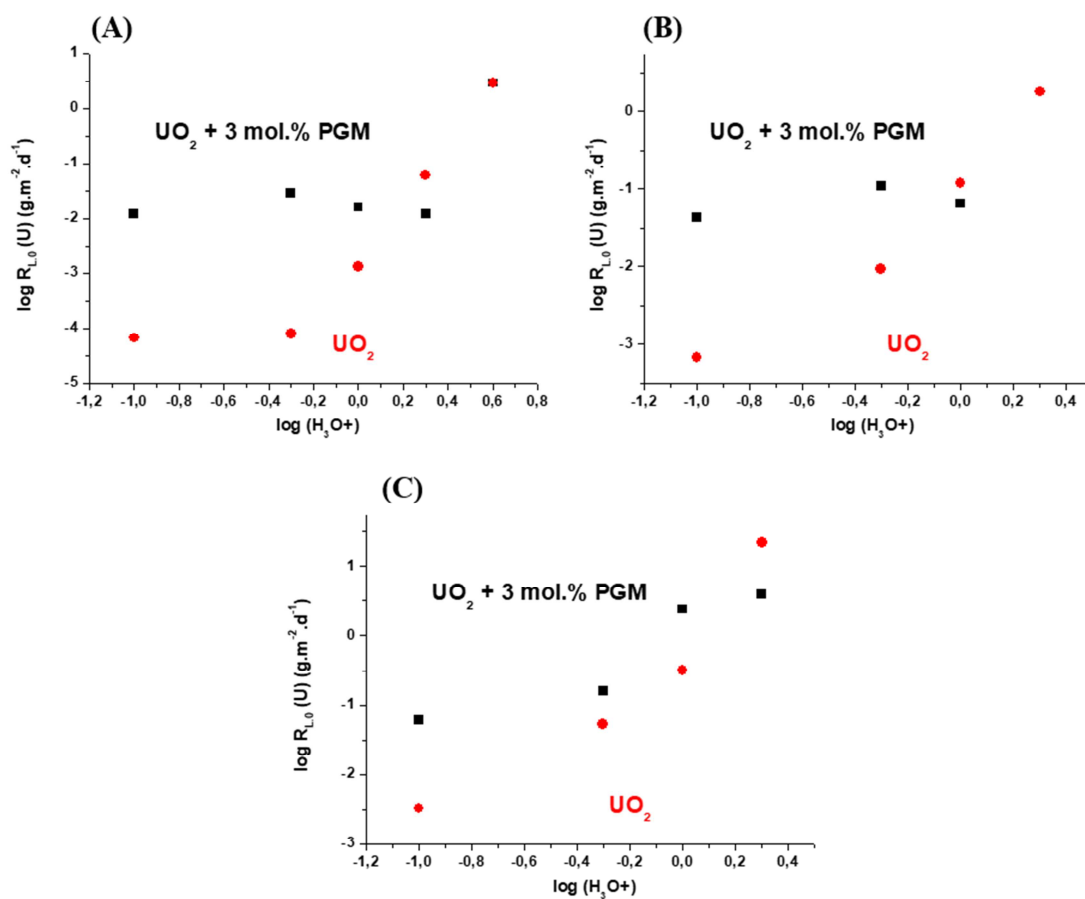 (A)
1
0
-1
-2
-3
-4
-5
log R_L,0 (U) (g.m⁻².d⁻¹)
UO₂ + 3 mol.% PGM
UO₂
-1,2 -1,0 -0,8 -0,6 -0,4 -0,2 0,0 0,2 0,4 0,6 0,8
log (H₃O+)
(B)
0
-1
-2
-3
log R_L,0 (U) (g.m⁻².d⁻¹)
UO₂ + 3 mol.% PGM
UO₂
-1,2 -1,0 -0,8 -0,6 -0,4 -0,2 0,0 0,2 0,4
log (H₃O+)
(C)
1
0
-1
-2
-3
log R_L,0 (U) (g.m⁻².d⁻¹)
UO₂ + 3 mol.% PGM
UO₂
-1,2 -1,0 -0,8 -0,6 -0,4 -0,2 0,0 0,2 0,4
log (H₃O+)